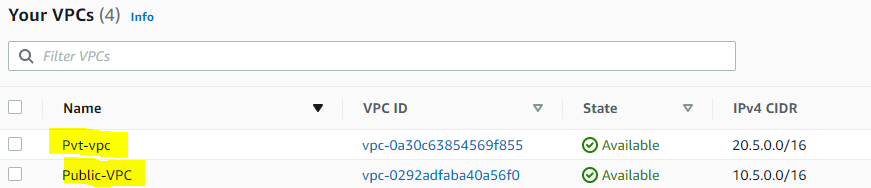 Your VPCs (4) Info
Filter VPCs
Name VPC ID State IPv4 CIDR
Pvt-vpc vpc-0a30c63854569f855 Available 20.5.0.0/16
Public-VPC vpc-0292adfaba40a56f0 Available 10.5.0.0/16